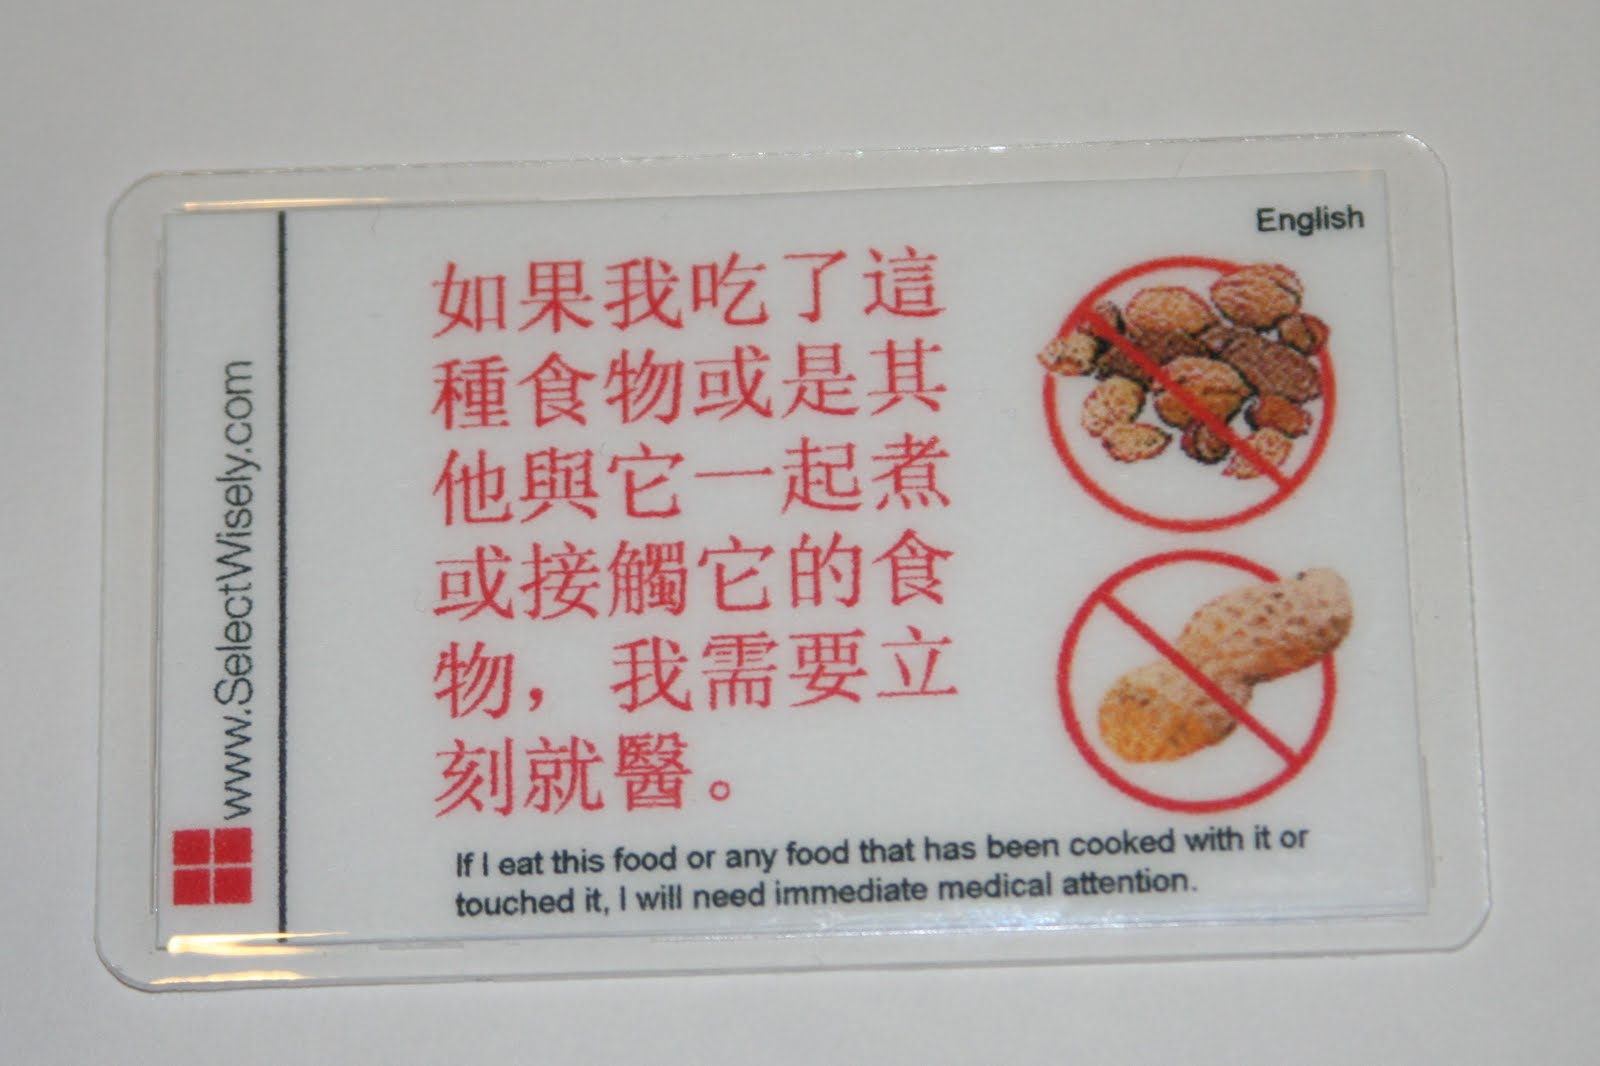 English
如果我吃了這
種食物或是其
他與它一起煮
或接觸它的食
物，我需要立
刻就醫。
If I eat this food or any food that has been cooked with it or
touched it, I will need immediate medical attention.
www.SelectWisely.com